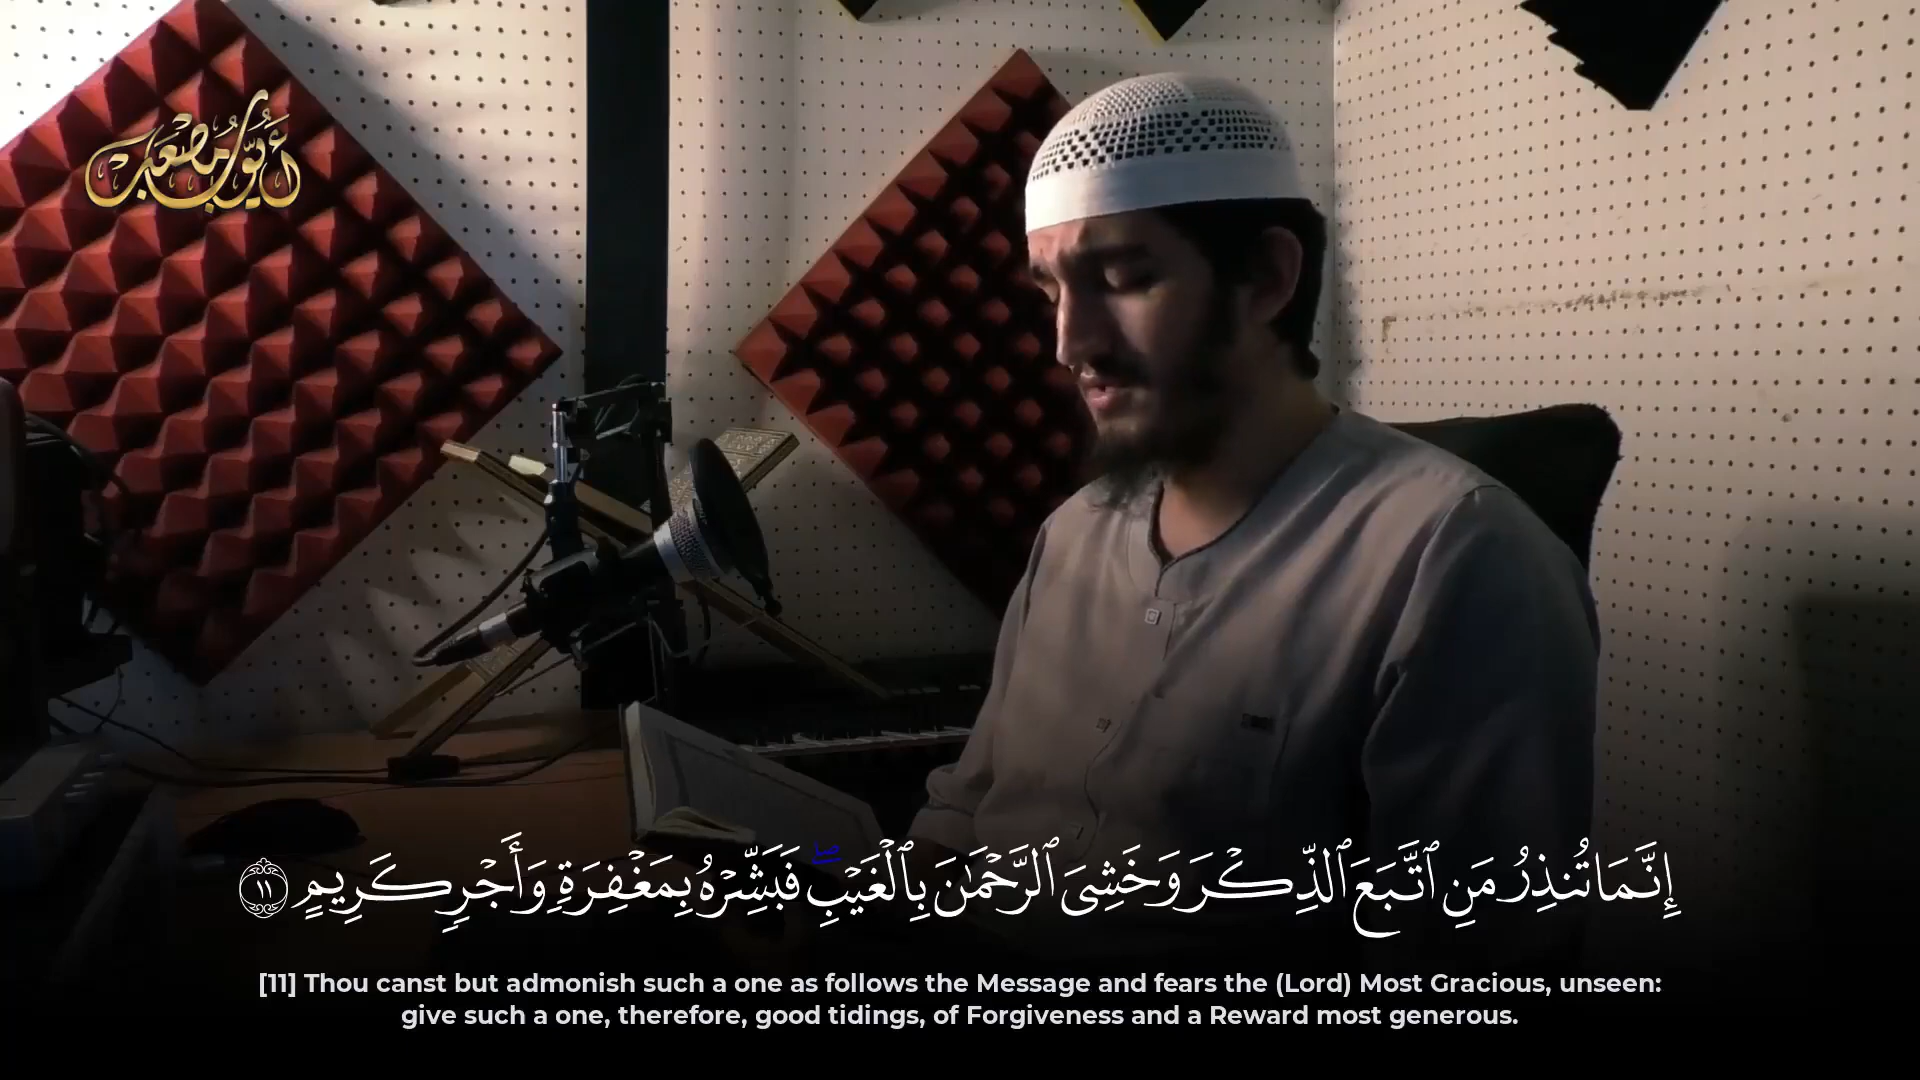 أيوب مصعب
إِنَّمَا تُنذِرُ مَنِ ٱتَّبَعَ ٱلذِّكْرَ وَخَشِىَ ٱلرَّحْمَٰنَ بِٱلْغَيْبِ ۖ فَبَشِّرْهُ بِمَغْفِرَةٍ وَأَجْرٍ كَرِيمٍ ١١
[11] Thou canst but admonish such a one as follows the Message and fears the (Lord) Most Gracious, unseen:
give such a one, therefore, good tidings, of Forgiveness and a Reward most generous.